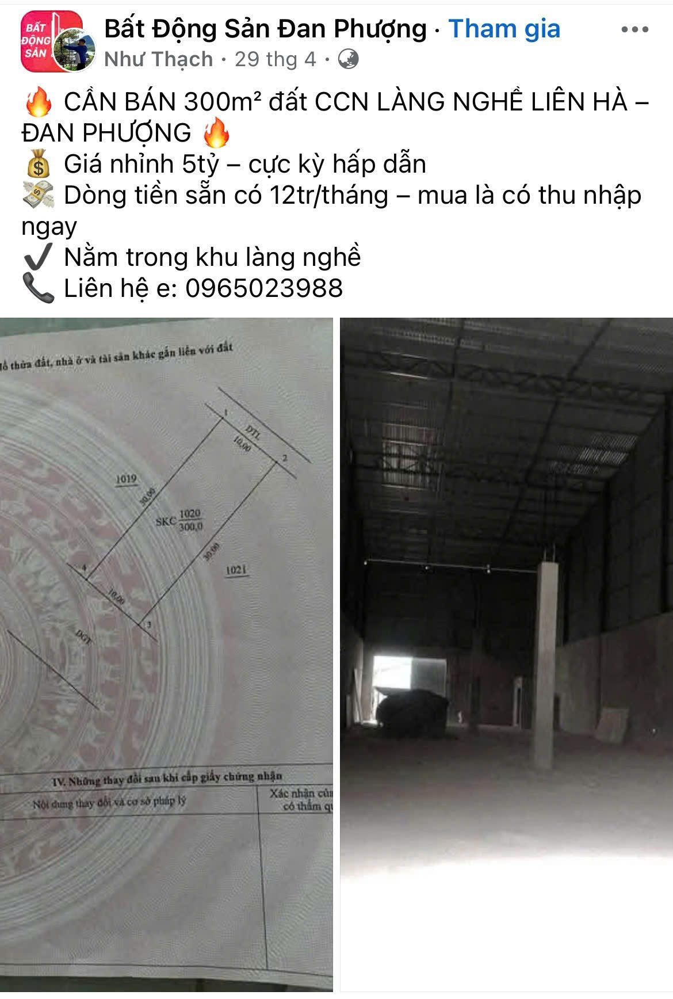 BẤT
ĐỘNG
SẢN
Bất Động Sản Đan Phượng · Tham gia
Như Thạch · 29 thg 4 ·
🔥 CẦN BÁN 300m² đất CCN LÀNG NGHỀ LIÊN HÀ –
ĐAN PHƯỢNG 🔥
💰 Giá nhỉnh 5tỷ – cực kỳ hấp dẫn
💸 Dòng tiền sẵn có 12tr/tháng – mua là có thu nhập
ngay
✔️ Nằm trong khu làng nghề
📞 Liên hệ e: 0965023988
đồ thửa đất, nhà ở và tài sản khác gắn liền với đất
1
DTL
10,00
2
1019
30,00
SKC 1020
300,0
30,00
1021
4
10,00
3
DGT
IV. Những thay đổi sau khi cấp giấy chứng nhận
Nội dung thay đổi và cơ sở pháp lý
Xác nhận của
có thẩm qu